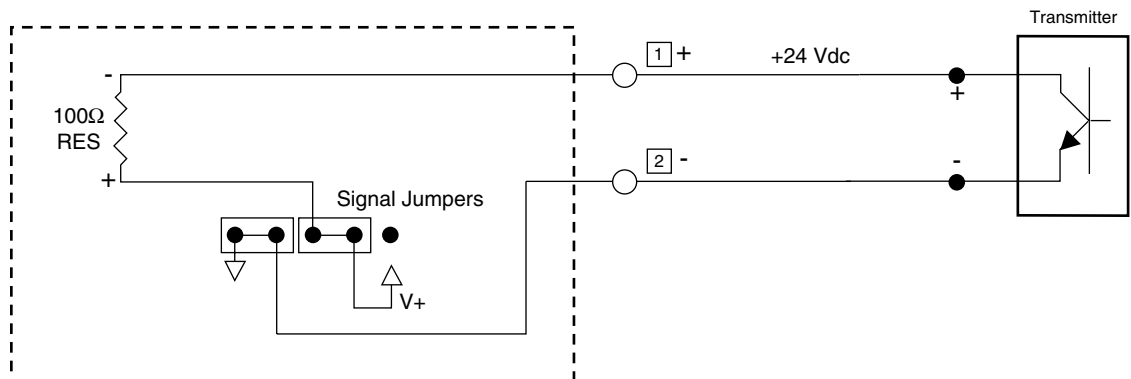 Transmitter
1 +
+24 Vdc
-
+
100Ω
RES
2 -
-
+
Signal Jumpers
V+